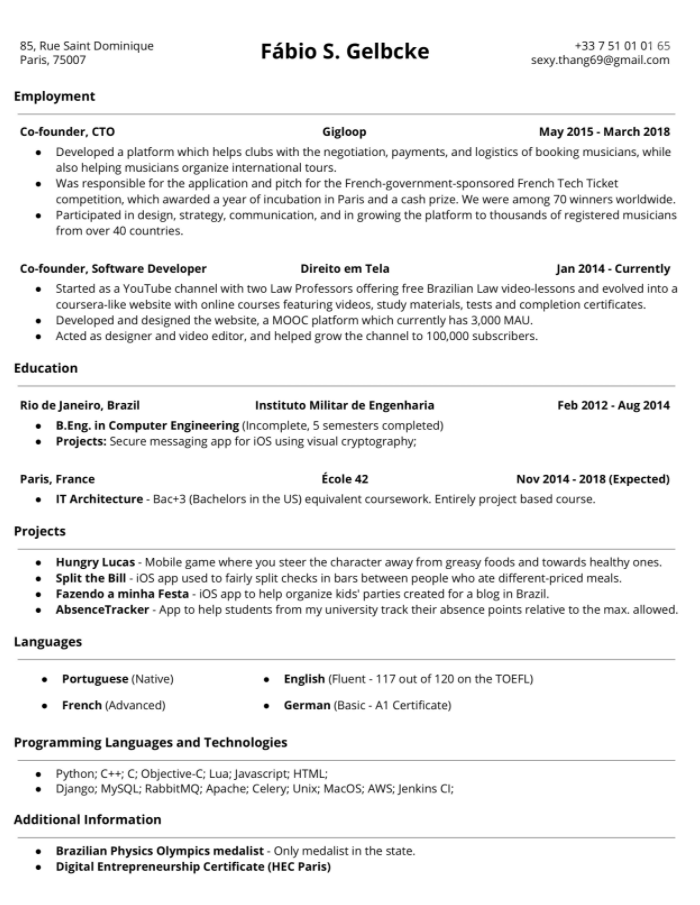 85, Rue Saint Dominique
Paris, 75007
Fábio S. Gelbcke
+33 7 51 01 01 65
sexy.thang69@gmail.com
Employment
Co-founder, CTO Gigloop May 2015 - March 2018
● Developed a platform which helps clubs with the negotiation, payments, and logistics of booking musicians, while
also helping musicians organize international tours.
● Was responsible for the application and pitch for the French-government-sponsored French Tech Ticket
competition, which awarded a year of incubation in Paris and a cash prize. We were among 70 winners worldwide.
● Participated in design, strategy, communication, and in growing the platform to thousands of registered musicians
from over 40 countries.
Co-founder, Software Developer Direito em Tela Jan 2014 - Currently
● Started as a YouTube channel with two Law Professors offering free Brazilian Law video-lessons and evolved into a
coursera-like website with online courses featuring videos, study materials, tests and completion certificates.
● Developed and designed the website, a MOOC platform which currently has 3,000 MAU.
● Acted as designer and video editor, and helped grow the channel to 100,000 subscribers.
Education
Rio de Janeiro, Brazil Instituto Militar de Engenharia Feb 2012 - Aug 2014
● B.Eng. in Computer Engineering (Incomplete, 5 semesters completed)
● Projects: Secure messaging app for iOS using visual cryptography;
Paris, France École 42 Nov 2014 - 2018 (Expected)
● IT Architecture - Bac+3 (Bachelors in the US) equivalent coursework. Entirely project based course.
Projects
● Hungry Lucas - Mobile game where you steer the character away from greasy foods and towards healthy ones.
● Split the Bill - iOS app used to fairly split checks in bars between people who ate different-priced meals.
● Fazendo a minha Festa - iOS app to help organize kids' parties created for a blog in Brazil.
● AbsenceTracker - App to help students from my university track their absence points relative to the max. allowed.
Languages
● Portuguese (Native) ● English (Fluent - 117 out of 120 on the TOEFL)
● French (Advanced) ● German (Basic - A1 Certificate)
Programming Languages and Technologies
● Python; C++; C; Objective-C; Lua; Javascript; HTML;
● Django; MySQL; RabbitMQ; Apache; Celery; Unix; MacOS; AWS; Jenkins CI;
Additional Information
● Brazilian Physics Olympics medalist - Only medalist in the state.
● Digital Entrepreneurship Certificate (HEC Paris)